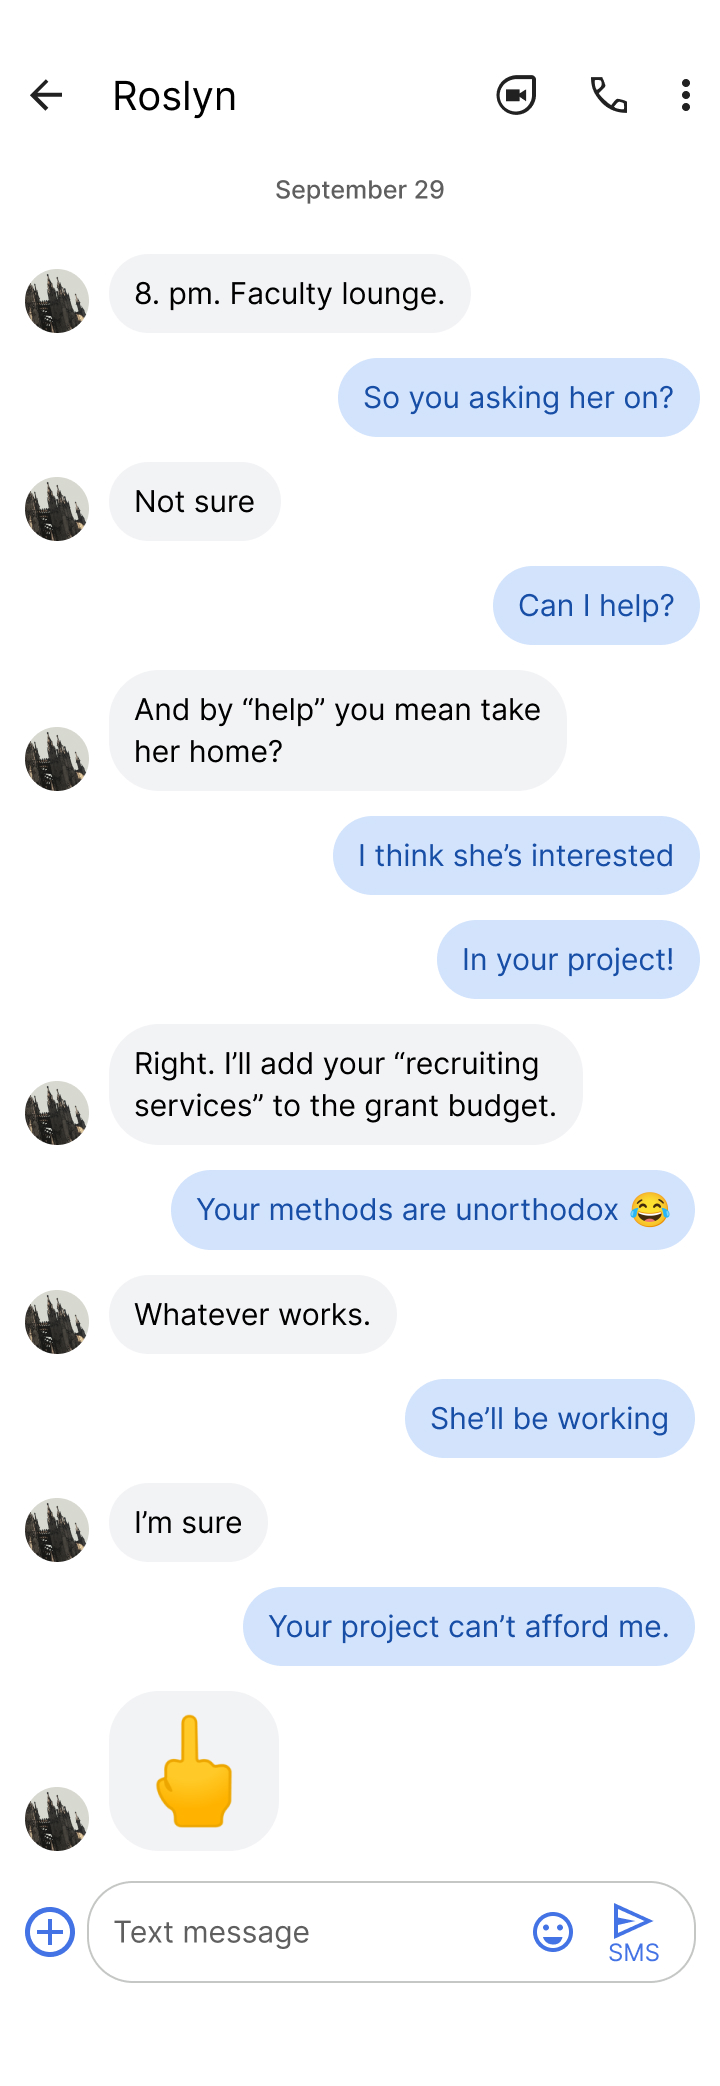 Roslyn
September 29
8. pm. Faculty lounge.
So you asking her on?
Not sure
Can I help?
And by “help” you mean take
her home?
I think she’s interested
In your project!
Right. I’ll add your “recruiting
services” to the grant budget.
Your methods are unorthodox 😂
Whatever works.
She’ll be working
I’m sure
Your project can’t afford me.
🖕
Text message
SMS